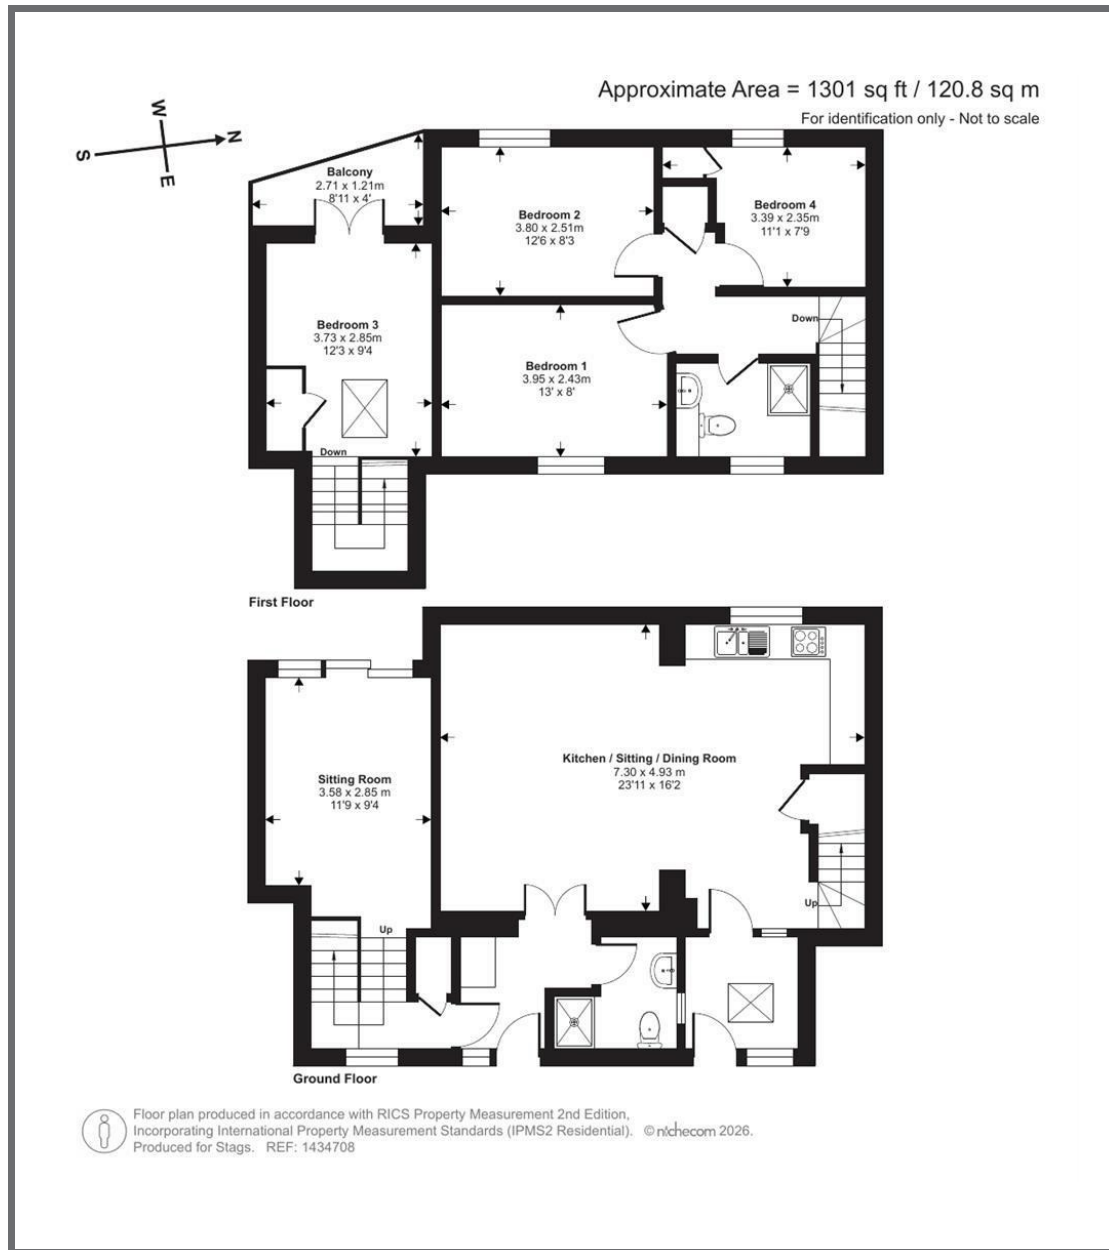 Approximate Area = 1301 sq ft / 120.8 sq m
For identification only - Not to scale
W
N
S
E
Balcony
2.71 x 1.21m
8'11 x 4'
Bedroom 2
3.80 x 2.51m
12'6 x 8'3
Bedroom 4
3.39 x 2.35m
11'1 x 7'9
Bedroom 3
3.73 x 2.85m
12'3 x 9'4
Down
Bedroom 1
3.95 x 2.43m
13' x 8'
Down
First Floor
Kitchen / Sitting / Dining Room
7.30 x 4.93 m
23'11 x 16'2
Sitting Room
3.58 x 2.85 m
11'9 x 9'4
Up
Up
Ground Floor
Floor plan produced in accordance with RICS Property Measurement 2nd Edition,
Incorporating International Property Measurement Standards (IPMS2 Residential). © nichecom 2026.
Produced for Stags. REF: 1434708